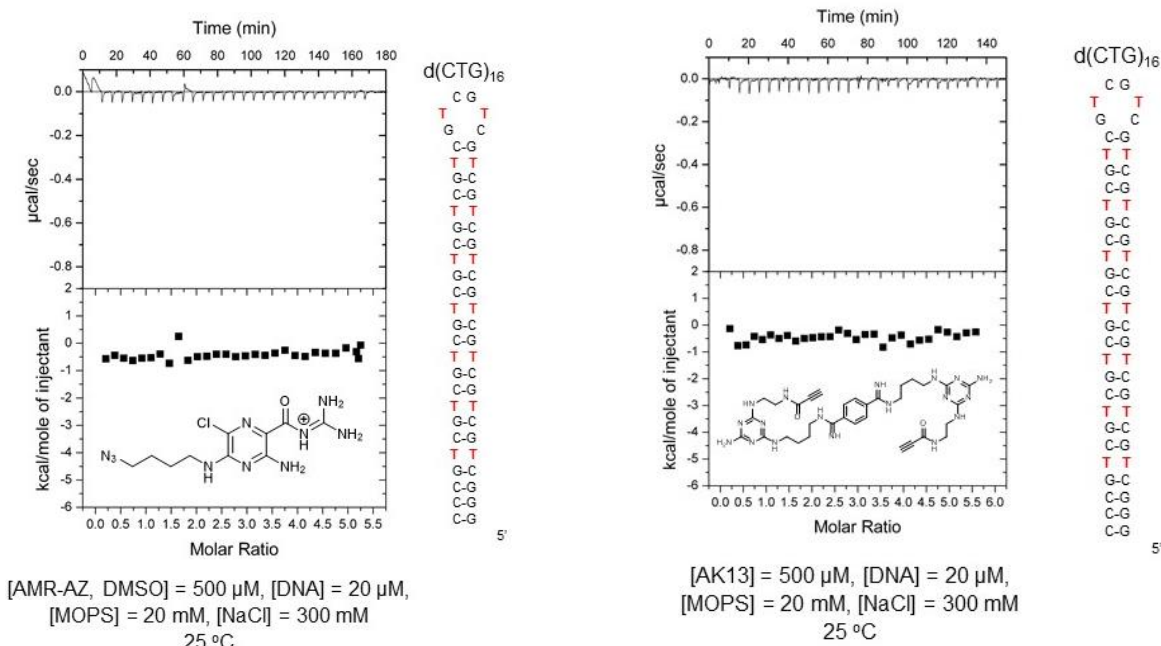 Time (min)
0 20 40 60 80 100 120 140 160 180
0.0
-0.2
-0.4
-0.6
-0.8
µcal/sec
2
1
0
-1
-2
-3
-4
-5
-6
kcal/mole of injectant
O
NH₂
Cl
N
N
H
NH₂
N₃
N
H
N
NH₂
0.0 0.5 1.0 1.5 2.0 2.5 3.0 3.5 4.0 4.5 5.0 5.5
Molar Ratio
d(CTG)₁₆
C G
T T
G C
C-G
T T
G-C
C-G
T T
G-C
C-G
T T
G-C
C-G
T T
G-C
C-G
T T
G-C
C-G
T T
G-C
C-G
T T
G-C
C-G
G-C
C-G
5'
[AMR-AZ, DMSO] = 500 µM, [DNA] = 20 µM,
[MOPS] = 20 mM, [NaCl] = 300 mM
25 ºC
Time (min)
0 20 40 60 80 100 120 140
0.0
-0.2
-0.4
-0.6
-0.8
µcal/sec
2
1
0
-1
-2
-3
-4
-5
-6
kcal/mole of injectant
0.0 0.5 1.0 1.5 2.0 2.5 3.0 3.5 4.0 4.5 5.0 5.5 6.0
Molar Ratio
d(CTG)₁₆
C G
T T
G C
C-G
T T
G-C
C-G
T T
G-C
C-G
T T
G-C
C-G
T T
G-C
C-G
T T
G-C
C-G
T T
G-C
C-G
T T
G-C
C-G
G-C
C-G
5'
[AK13] = 500 µM, [DNA] = 20 µM,
[MOPS] = 20 mM, [NaCl] = 300 mM
25 ºC